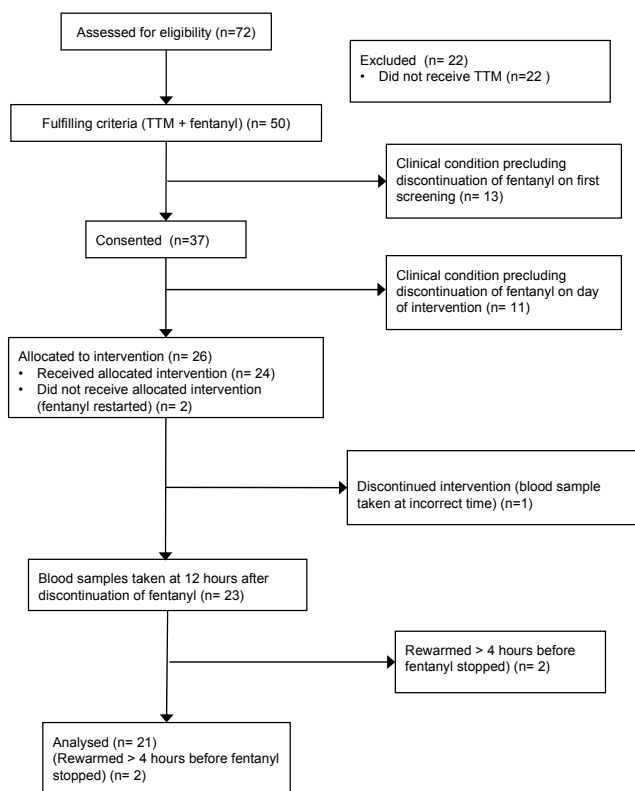 Assessed for eligibility (n=72)
Excluded (n= 22)
• Did not receive TTM (n=22 )
Fulfilling criteria (TTM + fentanyl) (n= 50)
Clinical condition precluding
discontinuation of fentanyl on first
screening (n= 13)
Consented (n=37)
Clinical condition precluding
discontinuation of fentanyl on day
of intervention (n= 11)
Allocated to intervention (n= 26)
• Received allocated intervention (n= 24)
• Did not receive allocated intervention
(fentanyl restarted) (n= 2)
Discontinued intervention (blood sample
taken at incorrect time) (n=1)
Blood samples taken at 12 hours after
discontinuation of fentanyl (n= 23)
Rewarmed > 4 hours before
fentanyl stopped) (n= 2)
Analysed (n= 21)
(Rewarmed > 4 hours before fentanyl
stopped) (n= 2)